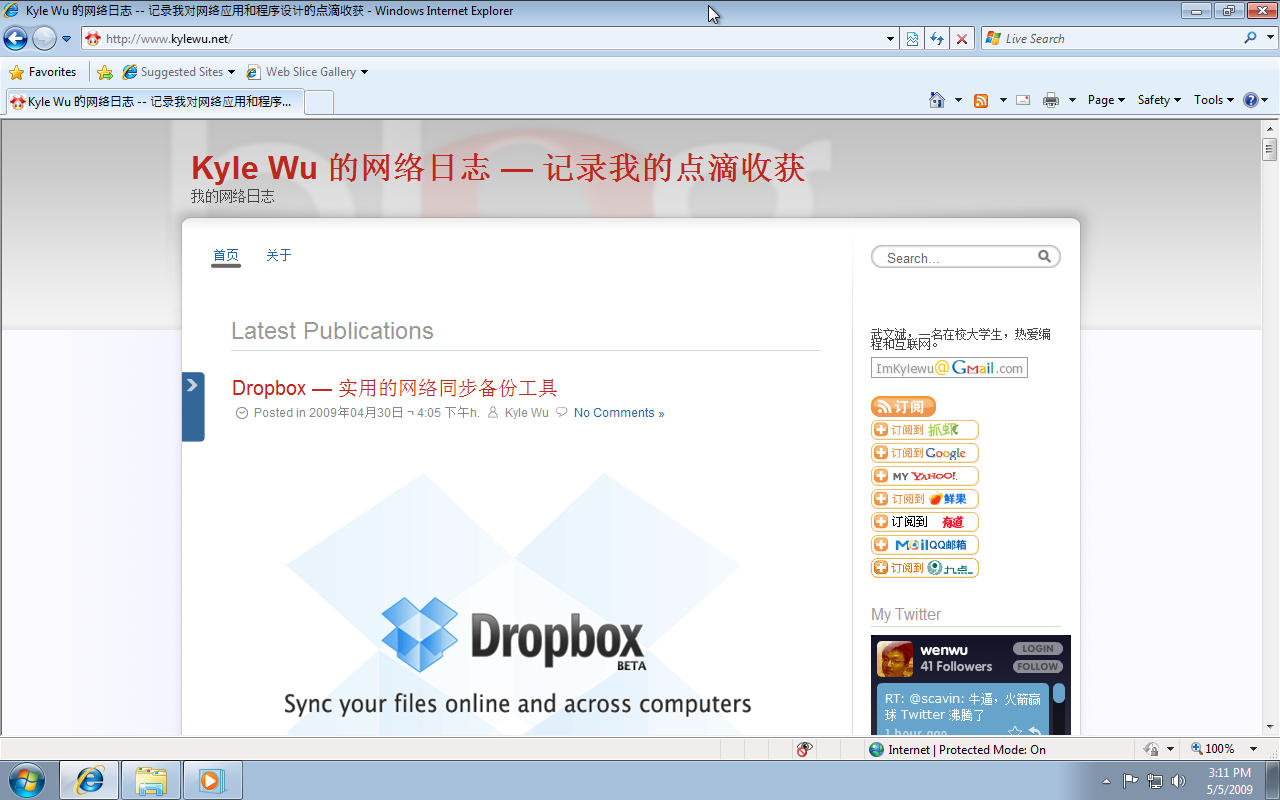 Kyle Wu 的网络日志 -- 记录我对网络应用和程序设计的点滴收获 - Windows Internet Explorer
http://www.kylewu.net/
Live Search
Favorites
Suggested Sites
Web Slice Gallery
Kyle Wu 的网络日志 -- 记录我对网络应用和程序...
Page
Safety
Tools
Kyle Wu 的网络日志 — 记录我的点滴收获
我的网络日志
首页
关于
Search...
Latest Publications
Dropbox — 实用的网络同步备份工具
Posted in 2009年04月30日 ¬ 4:05 下午h. Kyle Wu No Comments »
Dropbox
BETA
Sync your files online and across computers
武文诚，一名在校大学生，热爱编
程和互联网。
ImKylewu@Gmail.com
订阅
订阅到 抓虾
订阅到 Google
MY YAHOO!
订阅到 鲜果
订阅到 有道
Mail QQ邮箱
订阅到 九点
My Twitter
wenwu
41 Followers
LOGIN
FOLLOW
RT: @scavin: 牛逼，火箭赢
球 Twitter 沸腾了
1 hour ago
Internet | Protected Mode: On
100%
3:11 PM
5/5/2009